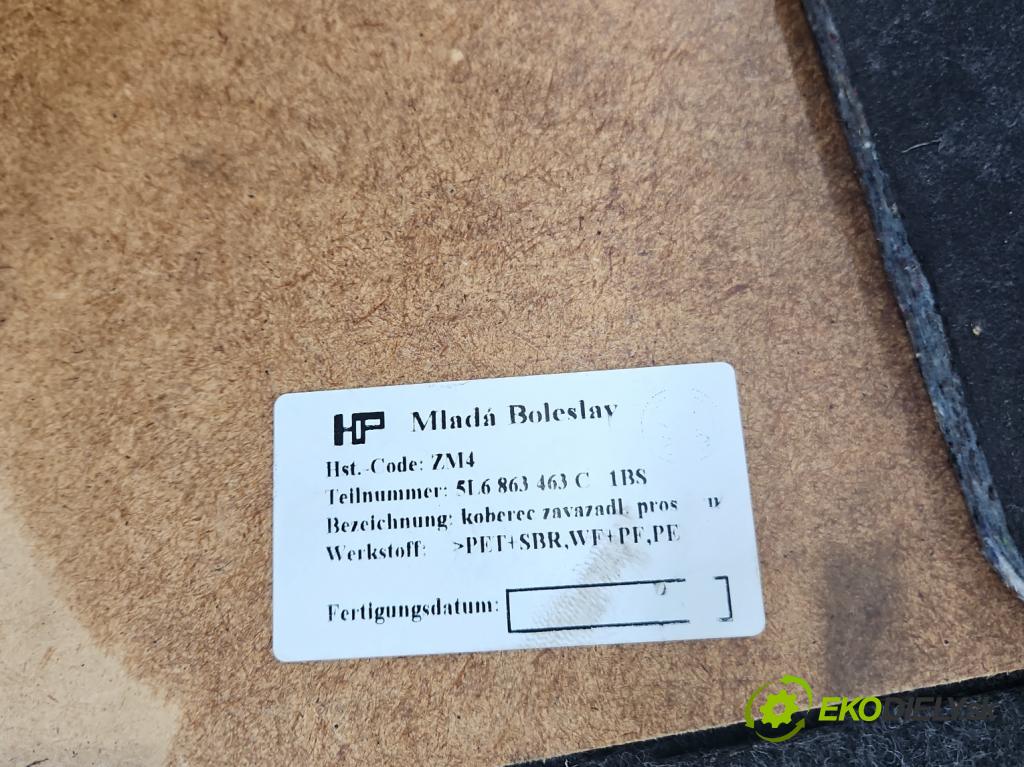 HP Mladá Boleslav
Hst.-Code: ZM4
Teilnummer: 5L6 863 463 C 1BS
Bezeichnung: koberec zavazadl. pros
Werkstoff: >PET+SBR,WF+PF,PE
Fertigungsdatum:
EKODIELY.sk